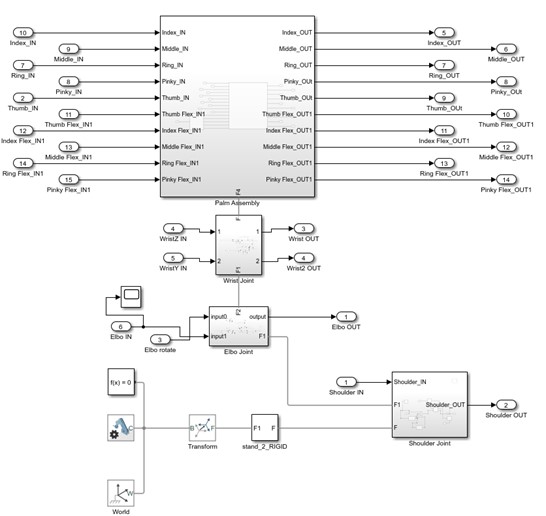 10
Index_IN
Index_IN
Index_OUT
5
Index_OUT
9
Middle_IN
Middle_IN
Middle_OUT
6
Middle_OUT
7
Ring_IN
Ring_IN
Ring_OUT
7
Ring_OUT
8
Pinky_IN
Pinky_IN
Pinky_OUt
8
Pinky_OUt
2
Thumb_IN
Thumb_IN
Thumb_OUt
9
Thumb_OUt
11
Thumb Flex_IN1
Thumb Flex_IN1
Thumb Flex_OUT1
10
Thumb Flex_OUT1
12
Index Flex_IN1
Index Flex_IN1
Index Flex_OUT1
11
Index Flex_OUT1
13
Middle Flex_IN1
Middle Flex_IN1
Middle Flex_OUT1
12
Middle Flex_OUT1
14
Ring Flex_IN1
Ring Flex_IN1
Ring Flex_OUT1
13
Ring Flex_OUT1
15
Pinky Flex_IN1
Pinky Flex_IN1
Pinky Flex_OUT1
14
Pinky Flex_OUT1
F4
Palm Assembly
F
4
WristZ IN
1
1
3
Wrist OUT
5
WristY IN
2
2
4
Wrist2 OUT
F1
Wrist Joint
F2
6
Elbo IN
3
Elbo rotate
input0
output
input1
F1
1
Elbo OUT
Elbo Joint
1
Shoulder IN
Shoulder_IN
F1
Shoulder_OUT
F
2
Shoulder OUT
Shoulder Joint
f(x) = 0
C
B
F
Transform
F1
F
stand_2_RIGID
W
World